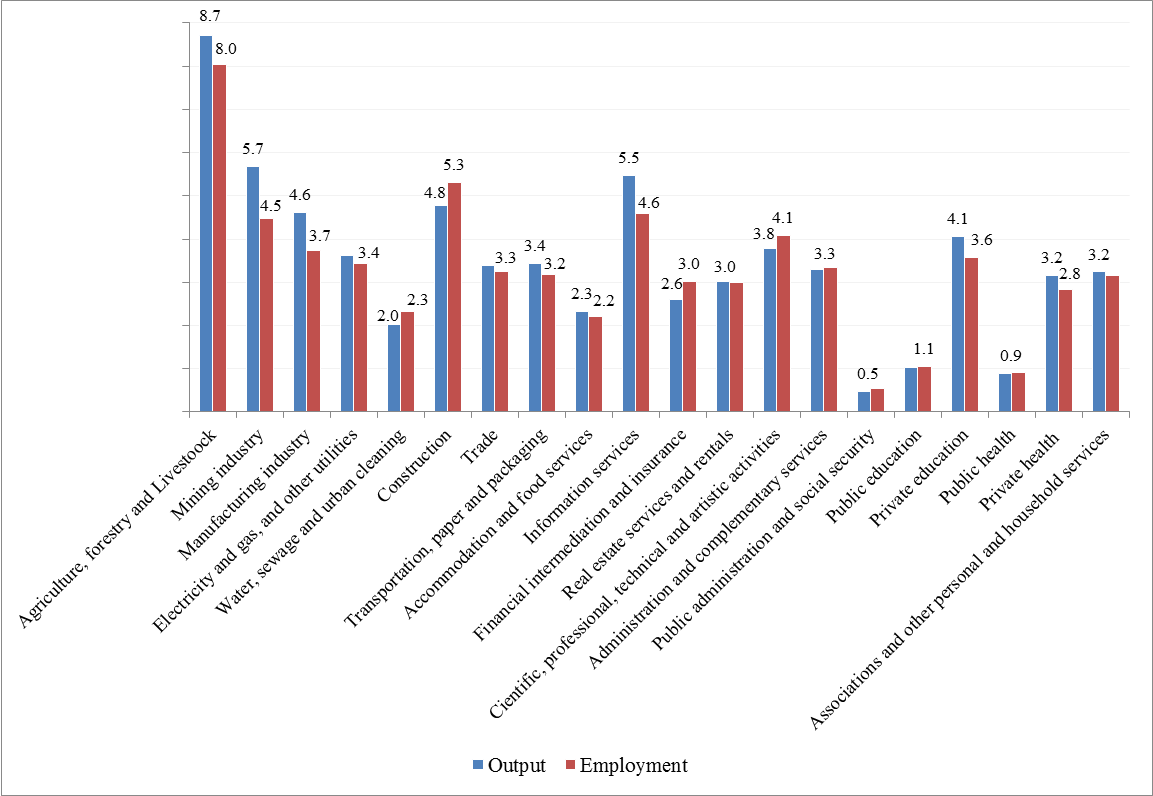 8.7
8.0
5.7
4.5
4.6
3.7
3.4
2.0
2.3
4.8
5.3
3.3
3.4
3.2
2.3
2.2
5.5
4.6
2.6
3.0
3.0
3.8
4.1
3.3
0.5
1.1
4.1
3.6
0.9
3.2
2.8
3.2
Agriculture, forestry and Livestock
Mining industry
Manufacturing industry
Electricity and gas, and other utilities
Water, sewage and urban cleaning
Construction
Trade
Transportation, paper and packaging
Accommodation and food services
Information services
Financial intermediation and insurance
Real estate services and rentals
Cientific, professional, technical and artistic activities
Administration and complementary services
Public administration and social security
Public education
Private education
Public health
Private health
Associations and other personal and household services
Output
Employment